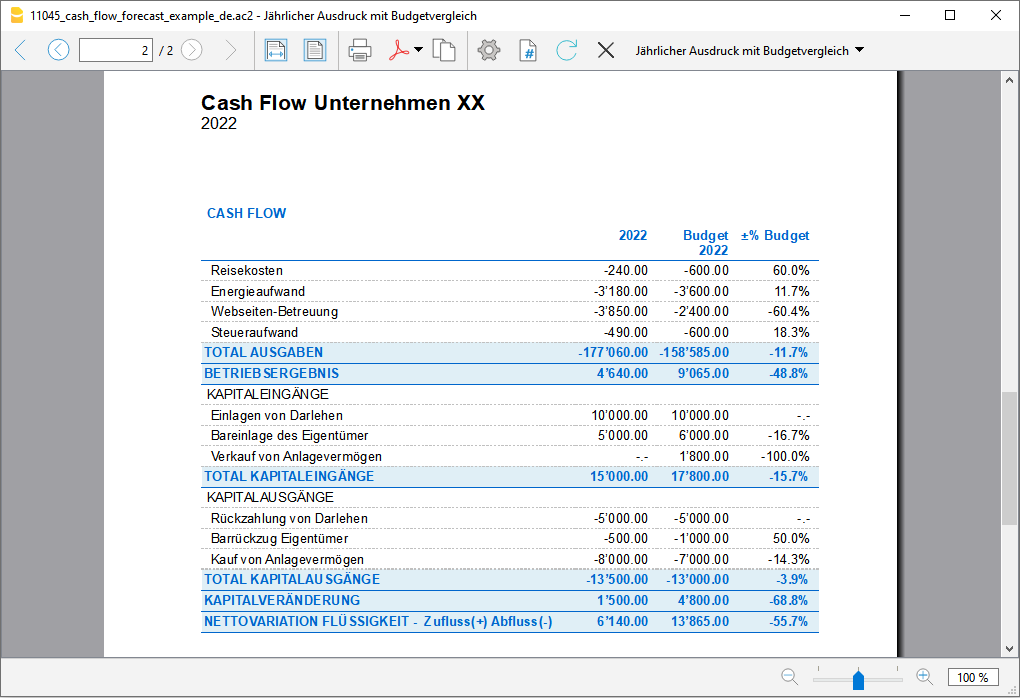 11045_cash_flow_forecast_example_de.ac2 - Jährlicher Ausdruck mit Budgetvergleich
2 / 2 # Jährlicher Ausdruck mit Budgetvergleich
Cash Flow Unternehmen XX
2022
CASH FLOW
2022 Budget ±% Budget
2022
Reisekosten -240.00 -600.00 60.0%
Energieaufwand -3'180.00 -3'600.00 11.7%
Webseiten-Betreuung -3'850.00 -2'400.00 -60.4%
Steueraufwand -490.00 -600.00 18.3%
TOTAL AUSGABEN -177'060.00 -158'585.00 -11.7%
BETRIEBSERGEBNIS 4'640.00 9'065.00 -48.8%
KAPITALEINGÄNGE
Einlagen von Darlehen 10'000.00 10'000.00 -.-
Bareinlage des Eigentümer 5'000.00 6'000.00 -16.7%
Verkauf von Anlagevermögen -.- 1'800.00 -100.0%
TOTAL KAPITALEINGÄNGE 15'000.00 17'800.00 -15.7%
KAPITALAUSGÄNGE
Rückzahlung von Darlehen -5'000.00 -5'000.00 -.-
Barrückzug Eigentümer -500.00 -1'000.00 50.0%
Kauf von Anlagevermögen -8'000.00 -7'000.00 -14.3%
TOTAL KAPITALAUSGÄNGE -13'500.00 -13'000.00 -3.9%
KAPITALVERÄNDERUNG 1'500.00 4'800.00 -68.8%
NETTOVARIATION FLÜSSIGKEIT - Zufluss(+) Abfluss(-) 6'140.00 13'865.00 -55.7%
100 %